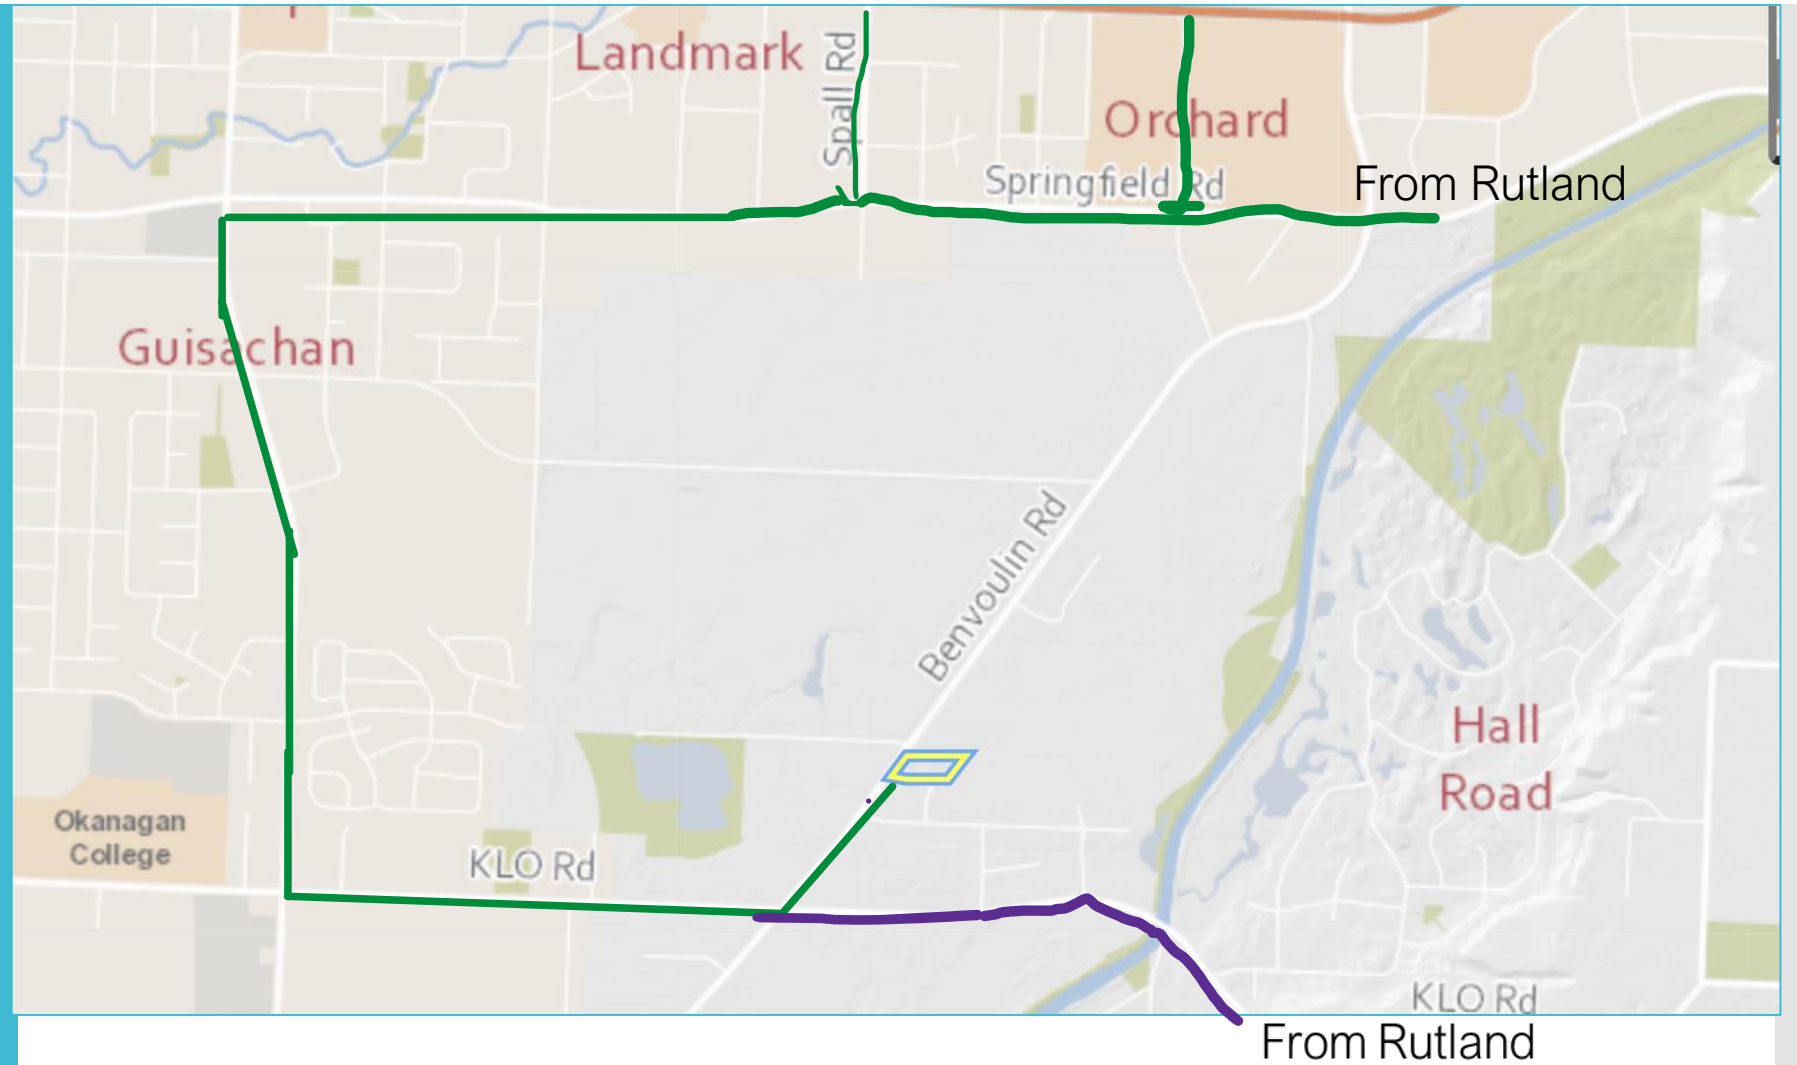 Landmark
Spall Rd
Orchard
Springfield Rd
From Rutland
Guisachan
Benvoulin Rd
Hall
Road
Okanagan
College
KLO Rd
KLO Rd
From Rutland